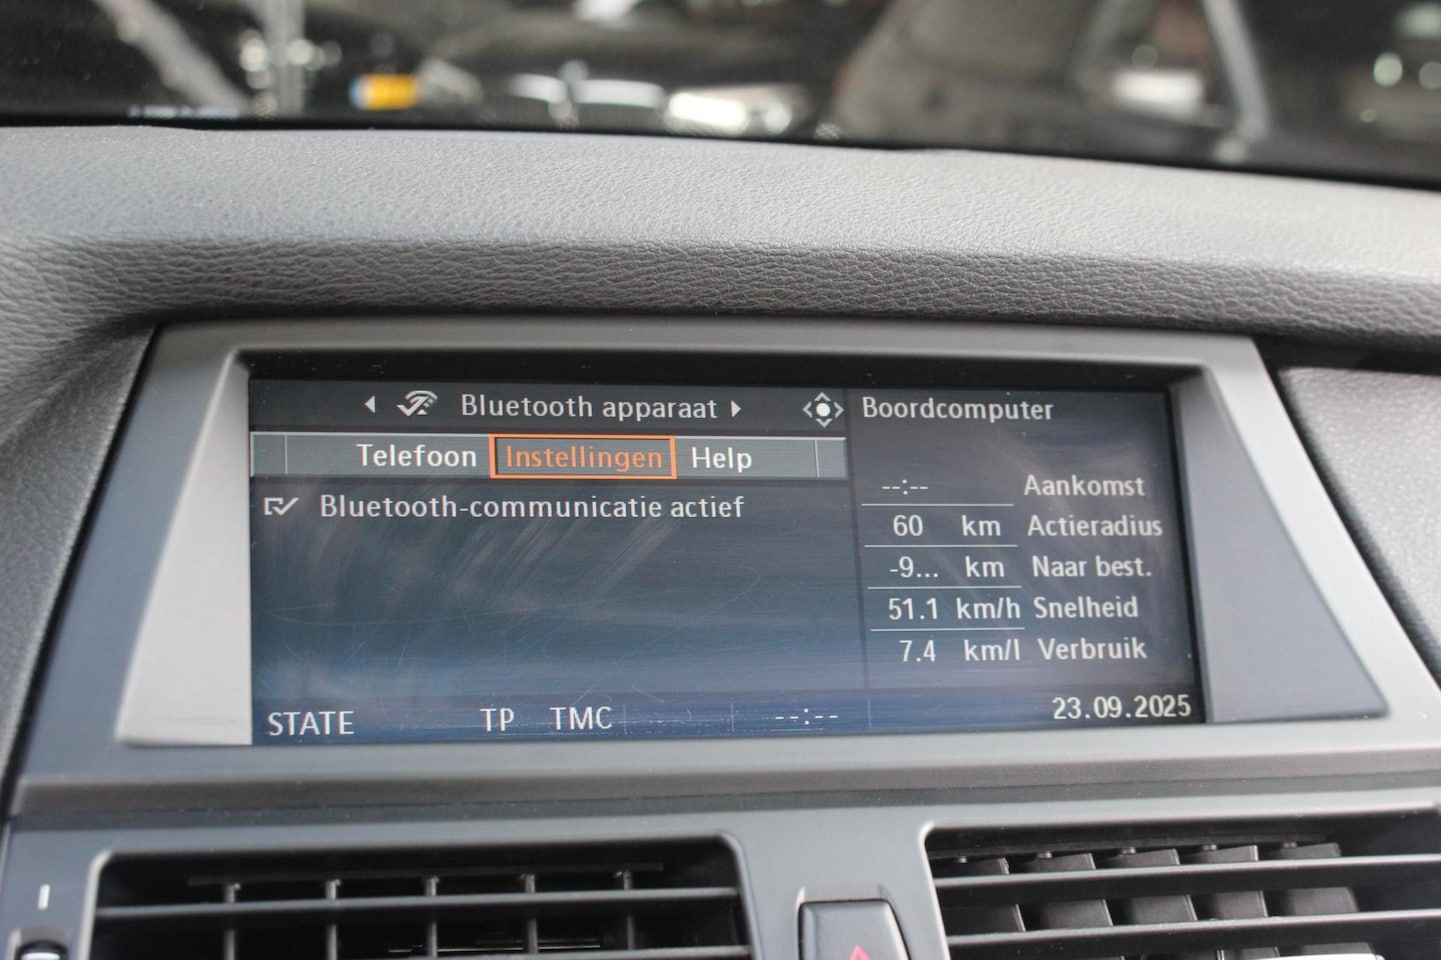 Bluetooth apparaat
Telefoon Instellingen Help
Bluetooth-communicatie actief
Boordcomputer
--:-- Aankomst
60 km Actieradius
-9... km Naar best.
51.1 km/h Snelheid
7.4 km/l Verbruik
STATE TP TMC --:-- 23.09.2025